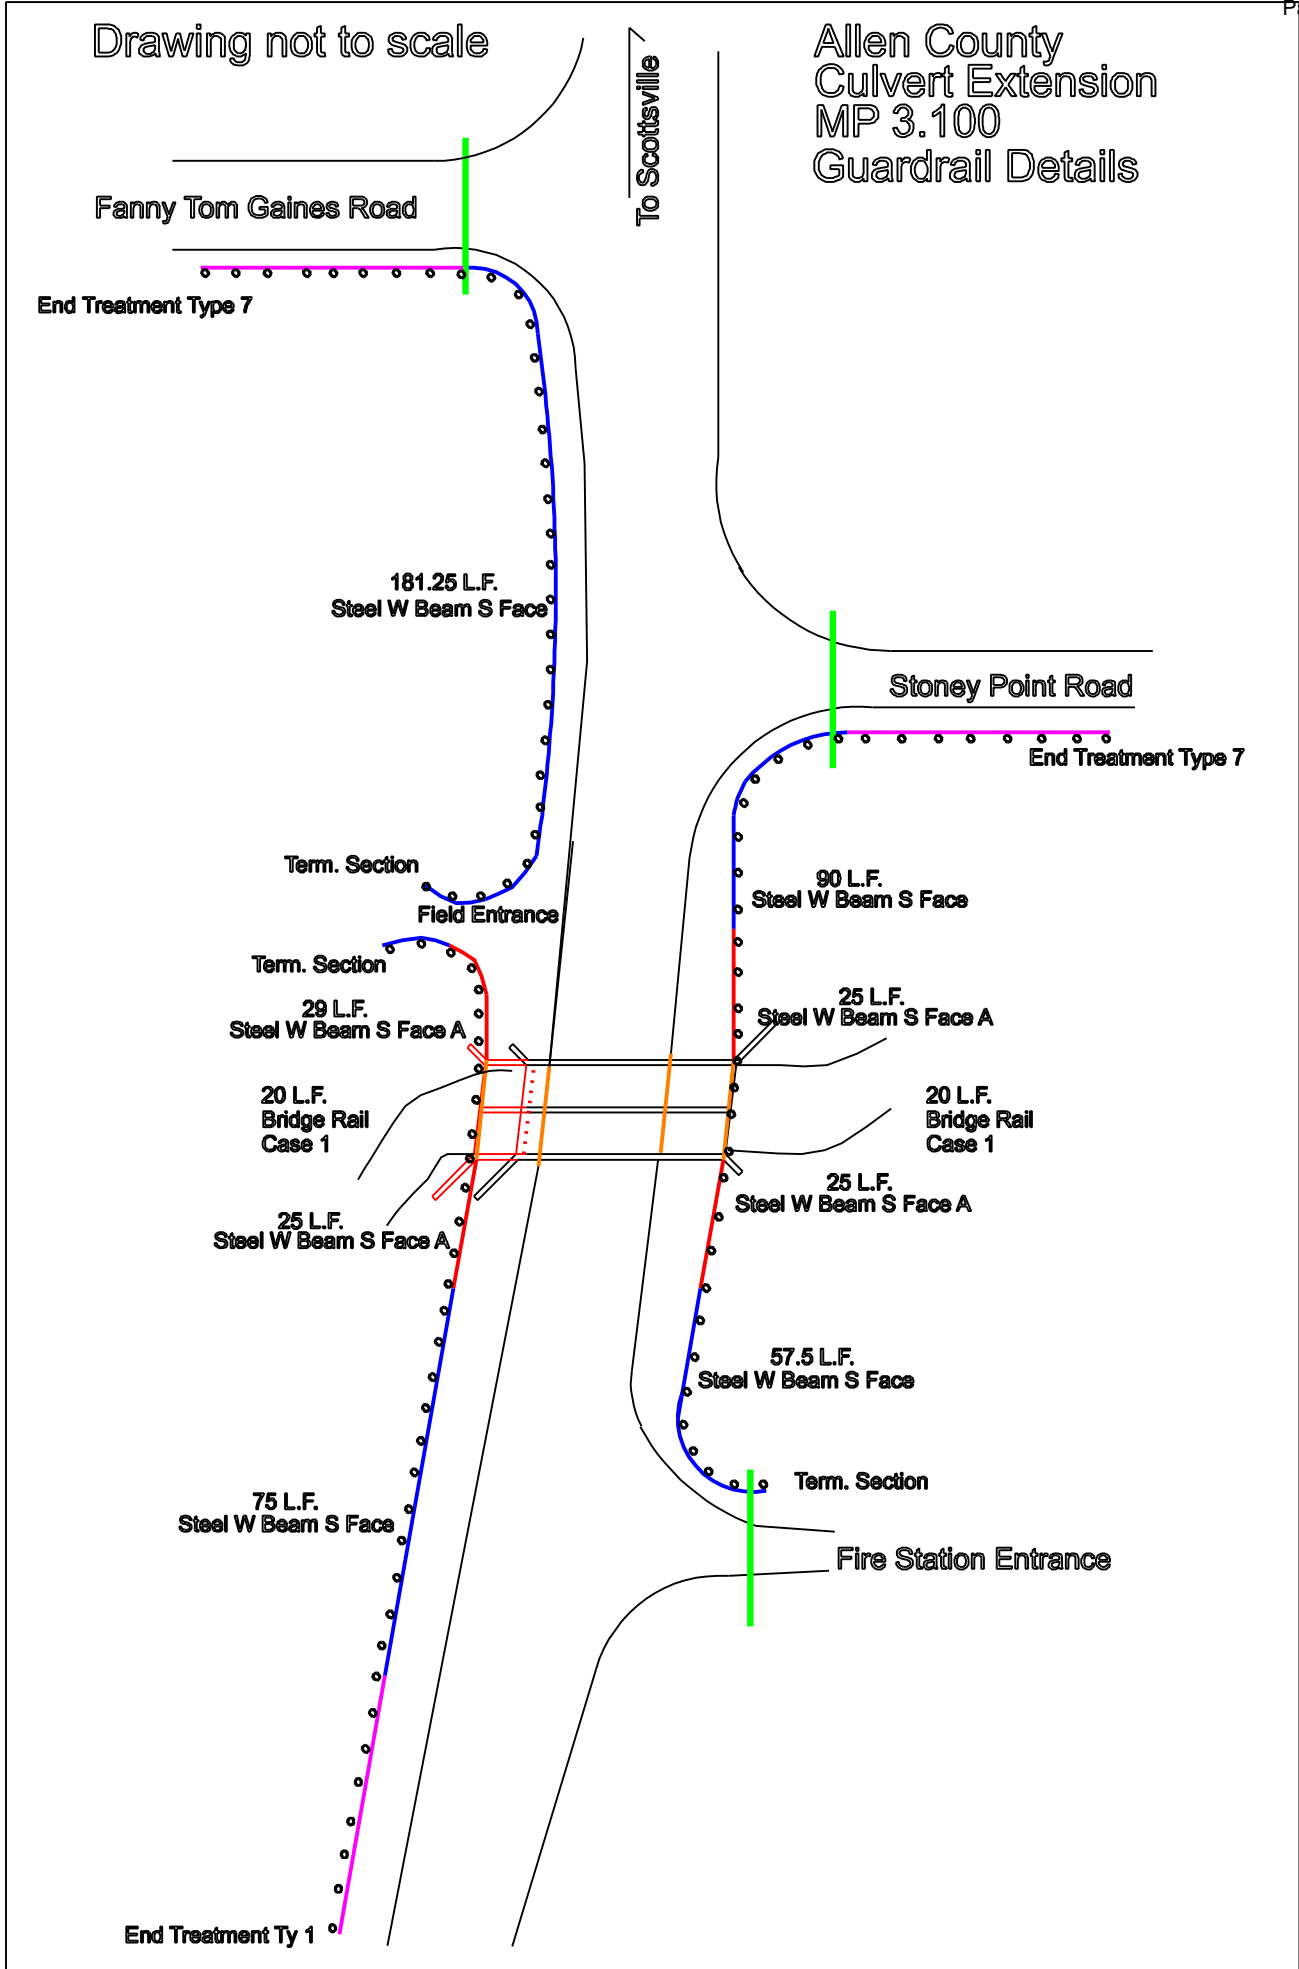 Drawing not to scale
Allen County
Culvert Extension
MP 3.100
Guardrail Details
To Scottsville
Fanny Tom Gaines Road
End Treatment Type 7
181.25 L.F.
Steel W Beam S Face
Stoney Point Road
End Treatment Type 7
Term. Section
Field Entrance
90 L.F.
Steel W Beam S Face
Term. Section
29 L.F.
Steel W Beam S Face A
25 L.F.
Steel W Beam S Face A
20 L.F.
Bridge Rail
Case 1
20 L.F.
Bridge Rail
Case 1
25 L.F.
Steel W Beam S Face A
25 L.F.
Steel W Beam S Face A
57.5 L.F.
Steel W Beam S Face
Term. Section
75 L.F.
Steel W Beam S Face
Fire Station Entrance
End Treatment Ty 1